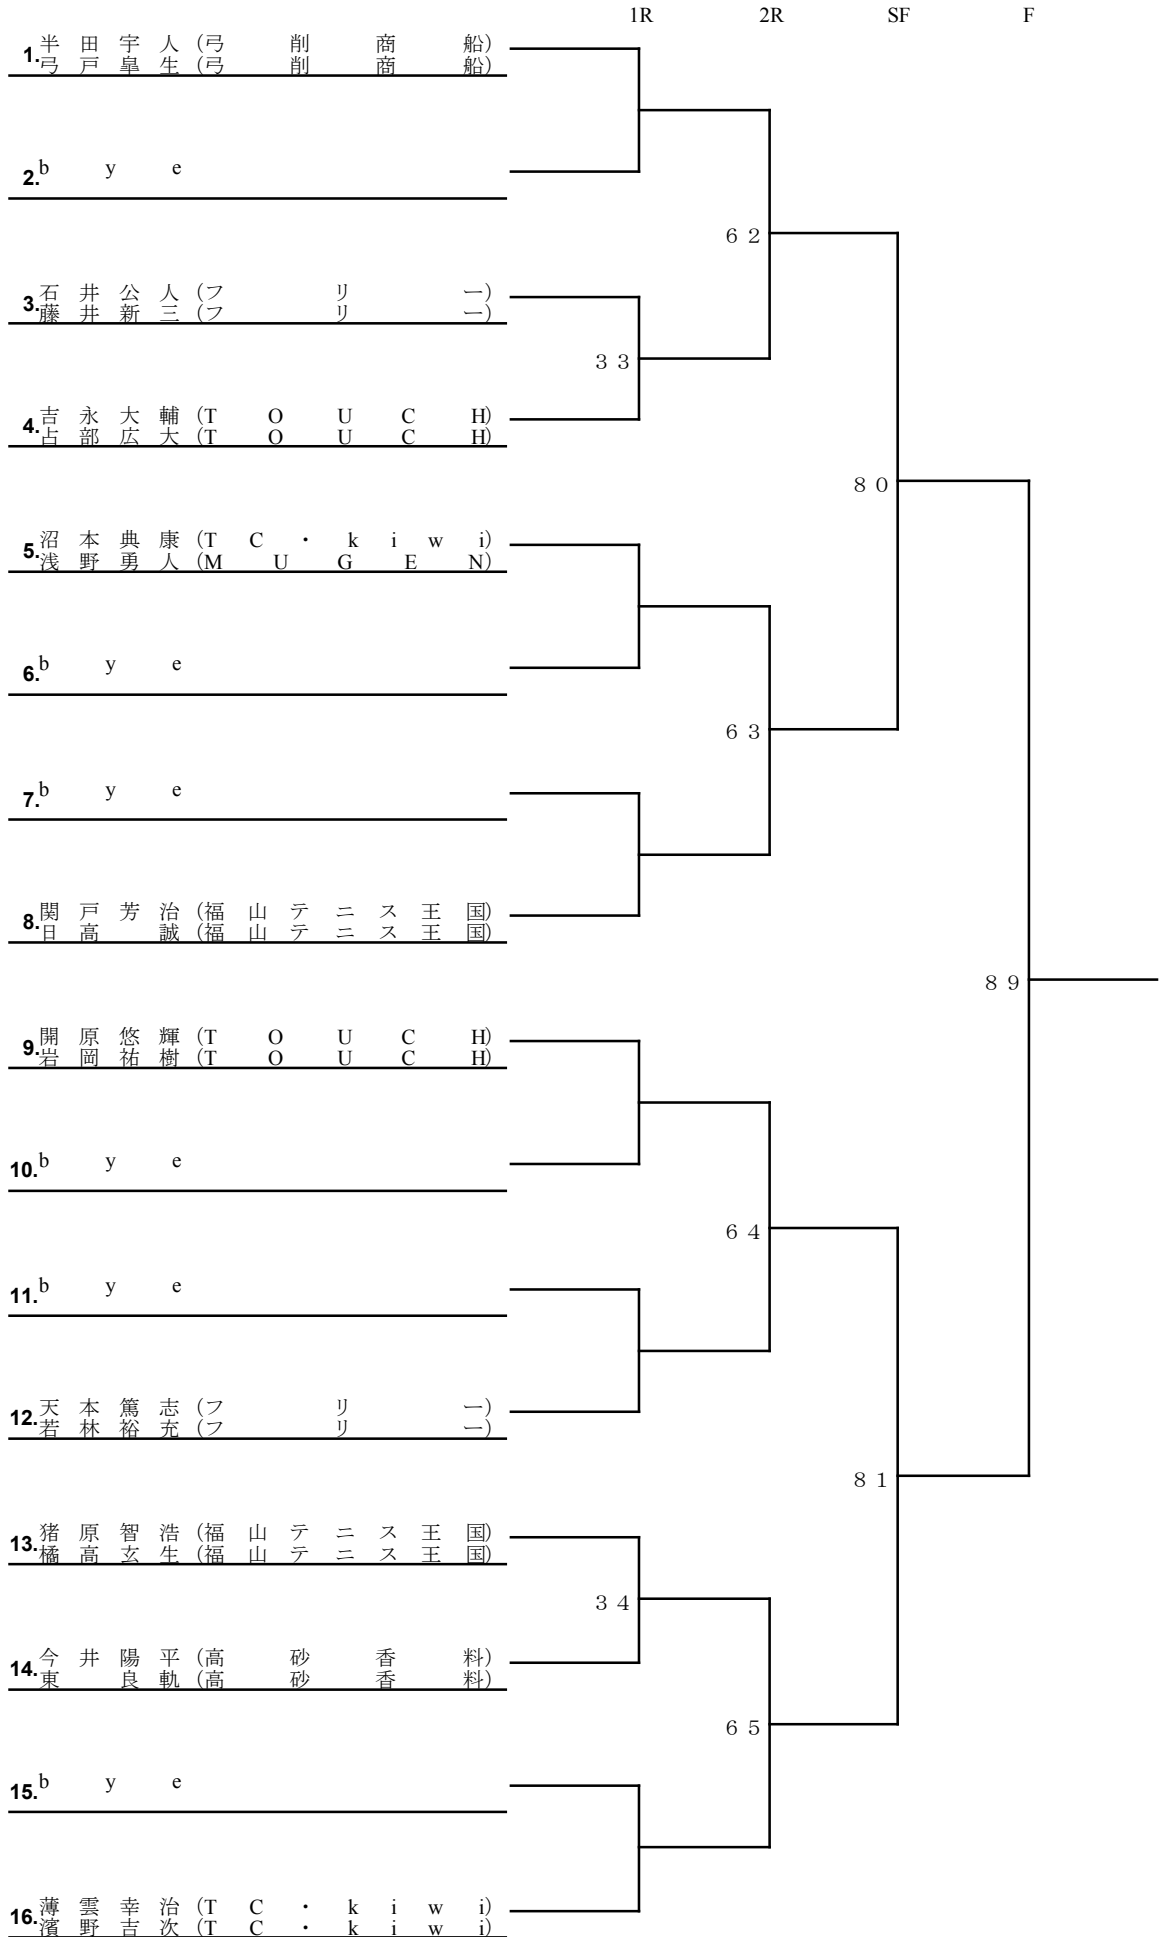 1R 2R SF F
1. 半田宇人(弓削商船)
弓戸皐生(弓削商船)
2. bye
62
3. 石井公人(フリー)
藤井新三(フリー)
33
4. 吉永大輔(TOUCH)
占部広大(TOUCH)
80
5. 沼本典康(TC・kiwi)
浅野勇人(MUGEN)
6. bye
63
7. bye
8. 関戸芳治(福山テニス王国)
日高 誠(福山テニス王国)
89
9. 開原悠輝(TOUCH)
岩岡祐樹(TOUCH)
10. bye
64
11. bye
12. 天本篤志(フリー)
若林裕充(フリー)
81
13. 猪原智浩(福山テニス王国)
橘高玄生(福山テニス王国)
34
14. 今井陽平(高砂香料)
東 良軌(高砂香料)
65
15. bye
16. 薄雲幸治(TC・kiwi)
濱野吉次(TC・kiwi)